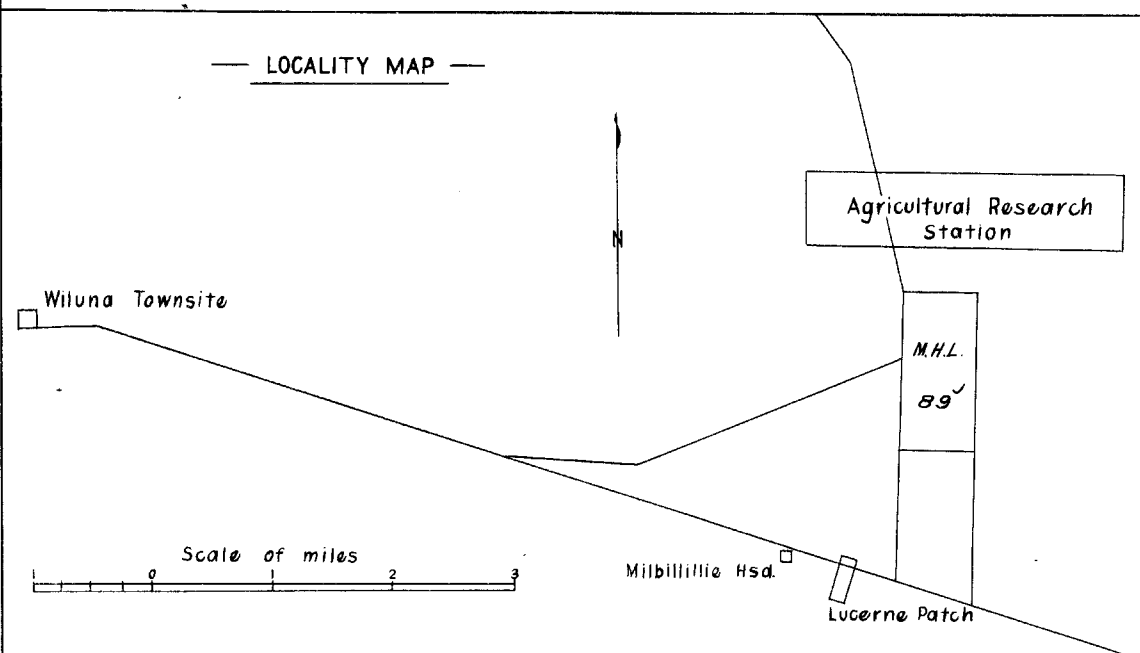 — LOCALITY MAP —
N
Agricultural Research
Station
Wiluna Townsite
M.H.L.
89
Scale of miles
1 0 1 2 3
Milbillillie Hsd.
Lucerne Patch